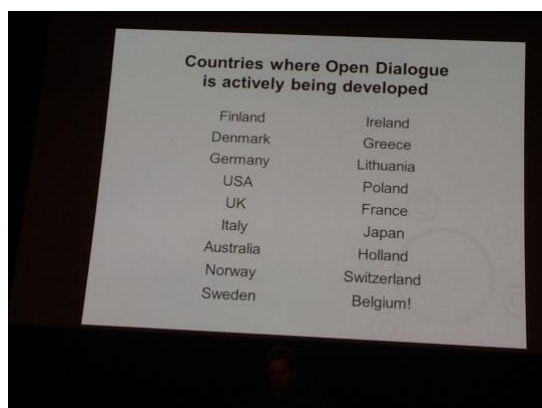 Countries where Open Dialogue
is actively being developed
Finland
Denmark
Germany
USA
UK
Italy
Australia
Norway
Sweden
Ireland
Greece
Lithuania
Poland
France
Japan
Holland
Switzerland
Belgium!